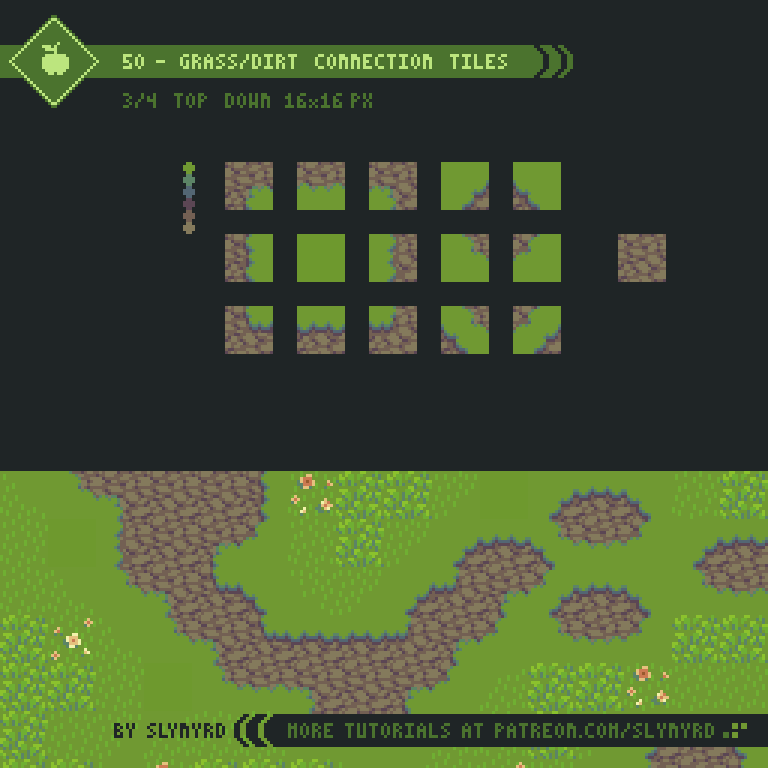 50 - GRASS/DIRT CONNECTION TILES
3/4 TOP DOWN 16x16 PX
BY SLYNYRD
MORE TUTORIALS AT PATREON.COM/SLYNYRD